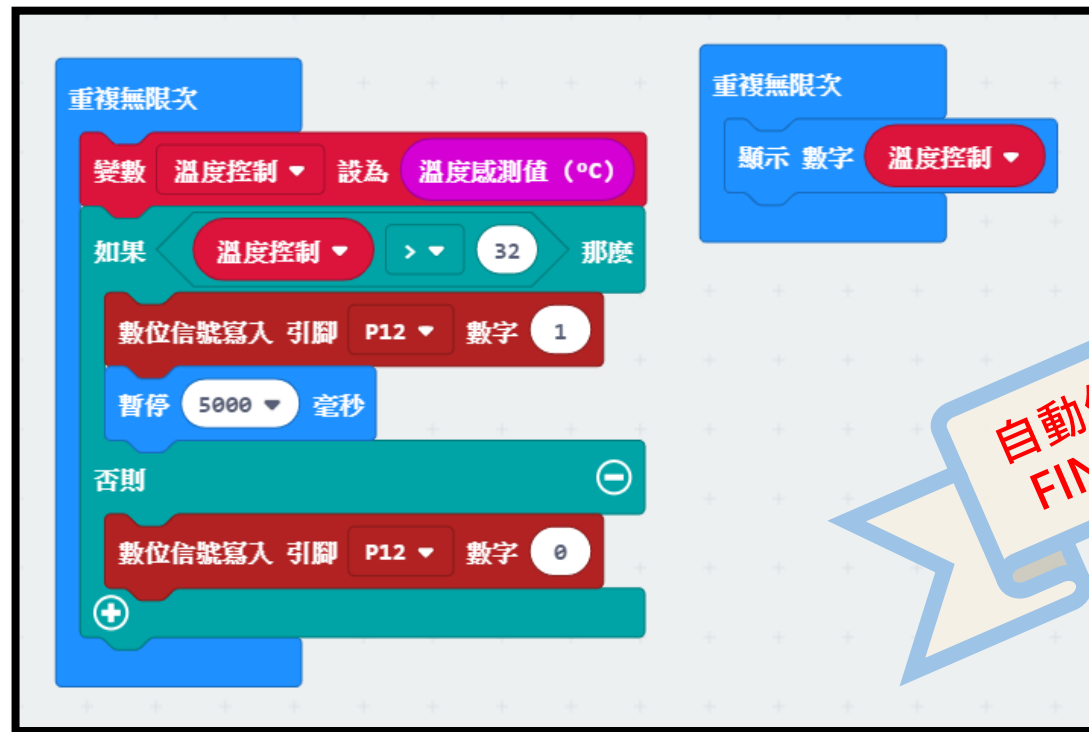 重複無限次
變數 溫度控制 設為 溫度感測值 (ºC)
如果 溫度控制 > 32 那麼
數位信號寫入 引腳 P12 數字 1
暫停 5000 毫秒
否則
數位信號寫入 引腳 P12 數字 0
重複無限次
顯示 數字 溫度控制
自動
FIN